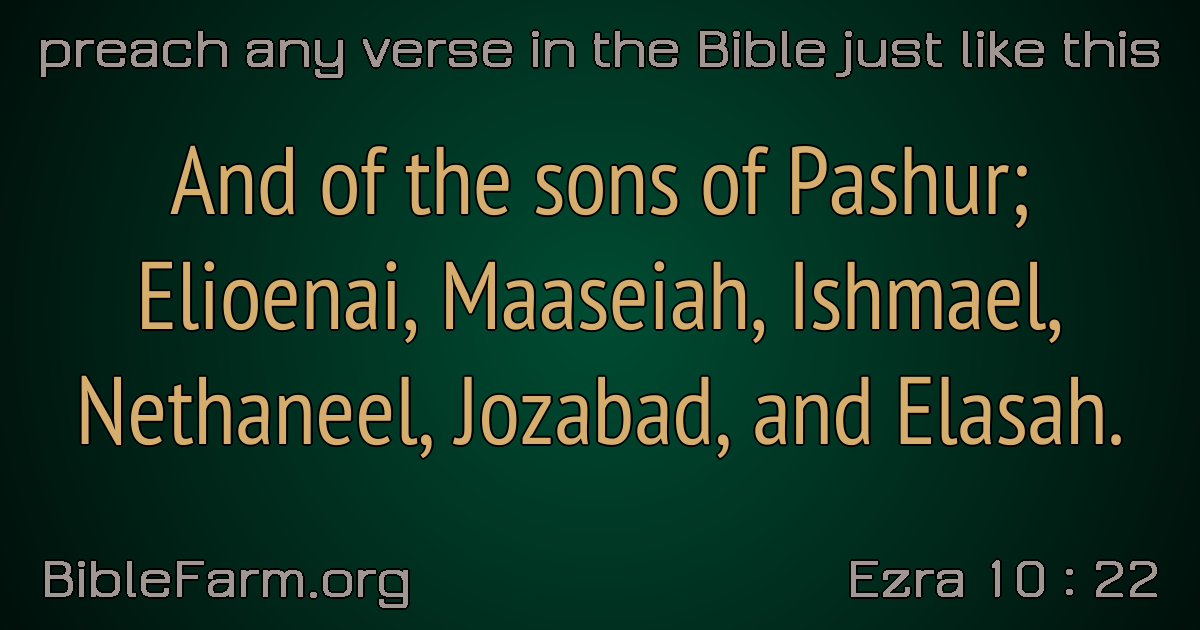 preach any verse in the Bible just like this
And of the sons of Pashur;
Elioenai, Maaseiah, Ishmael,
Nethaneel, Jozabad, and Elasah.
BibleFarm.org
Ezra 10 : 22